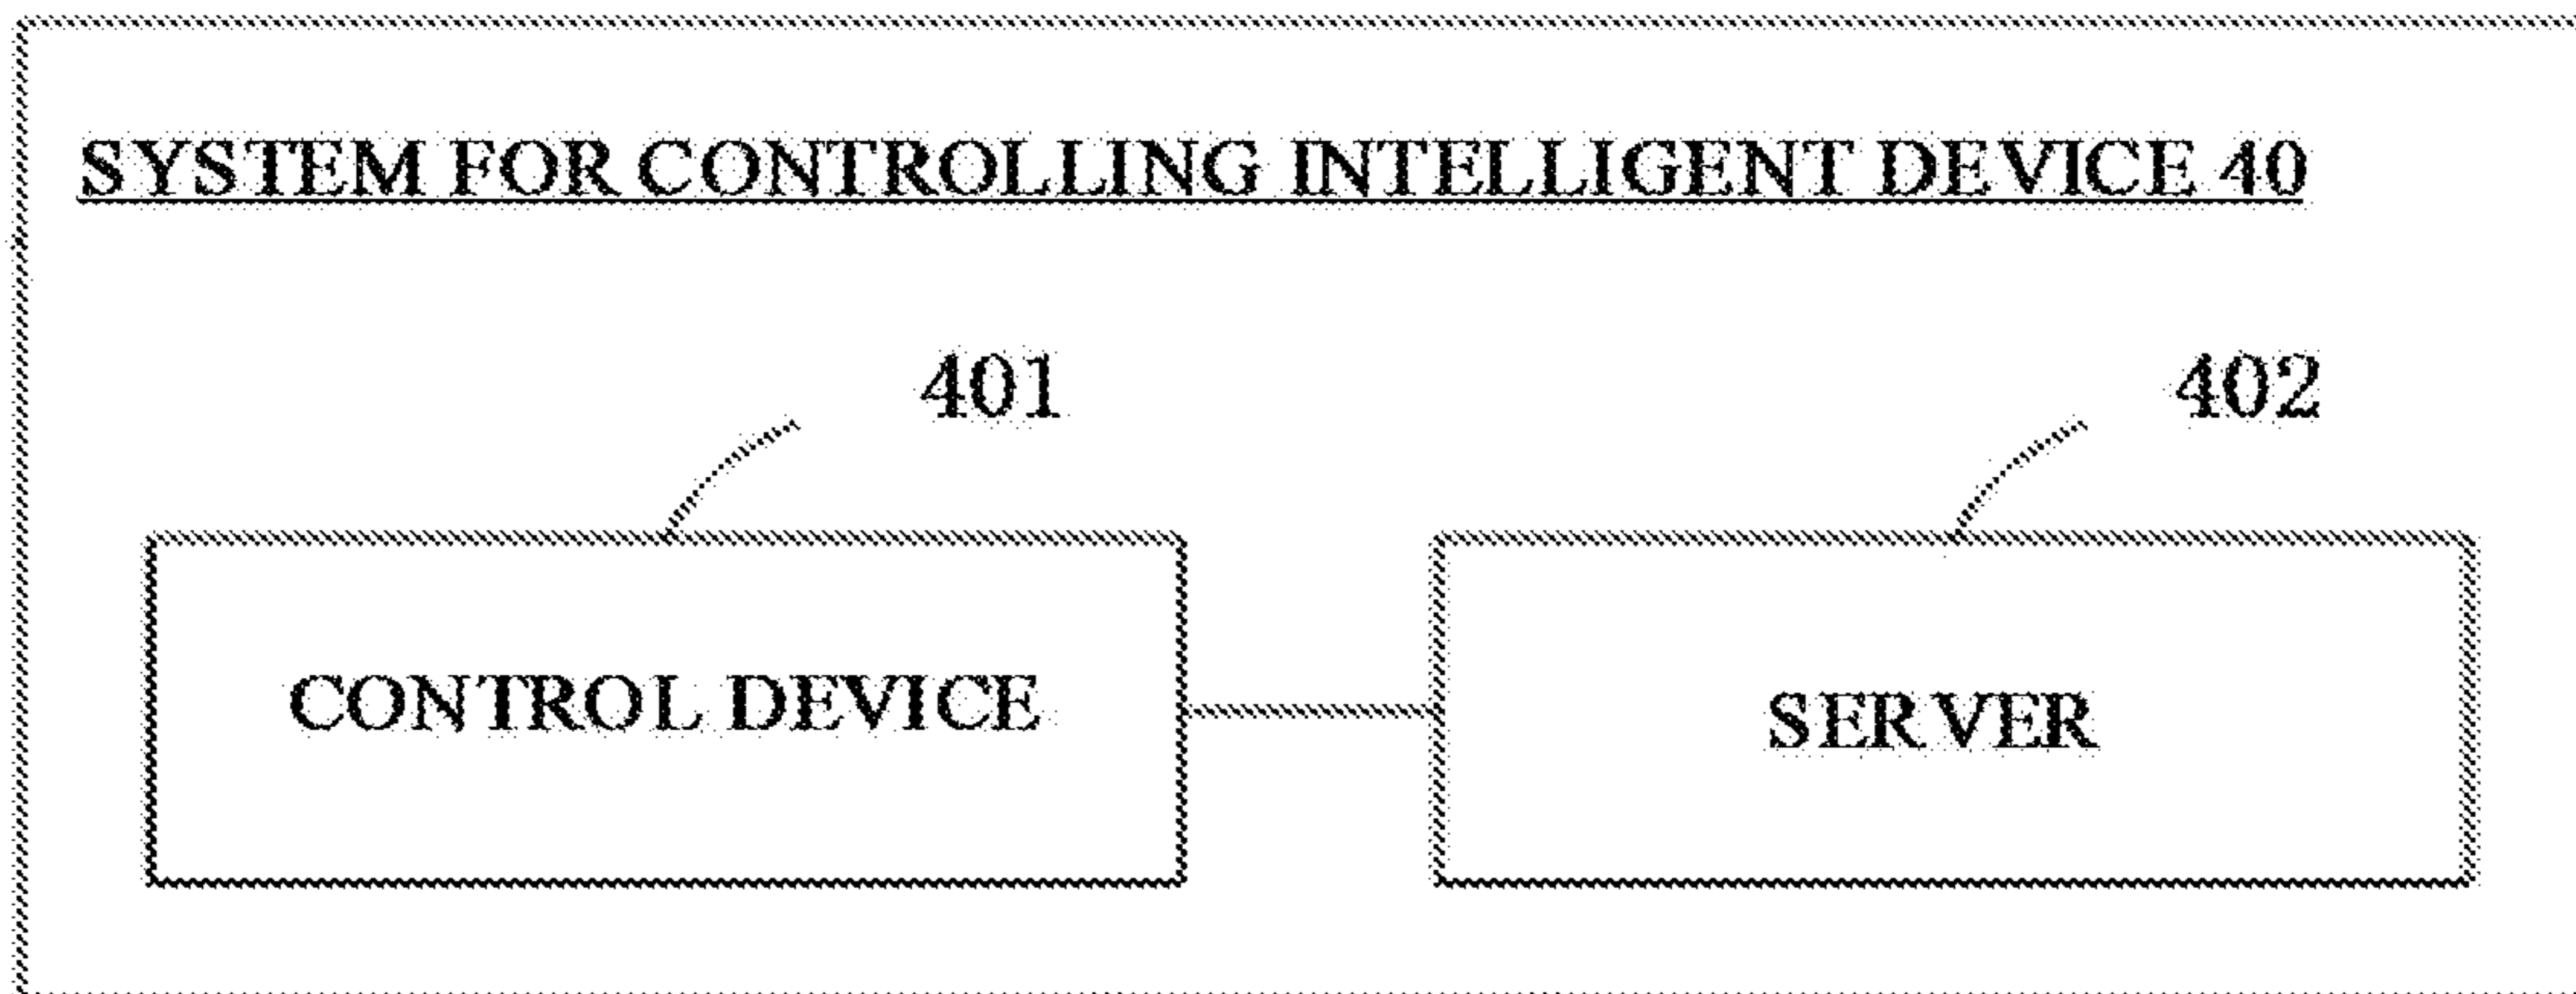 SYSTEM FOR CONTROLLING INTELLIGENT DEVICE 40
401
402
CONTROL DEVICE
SERVER